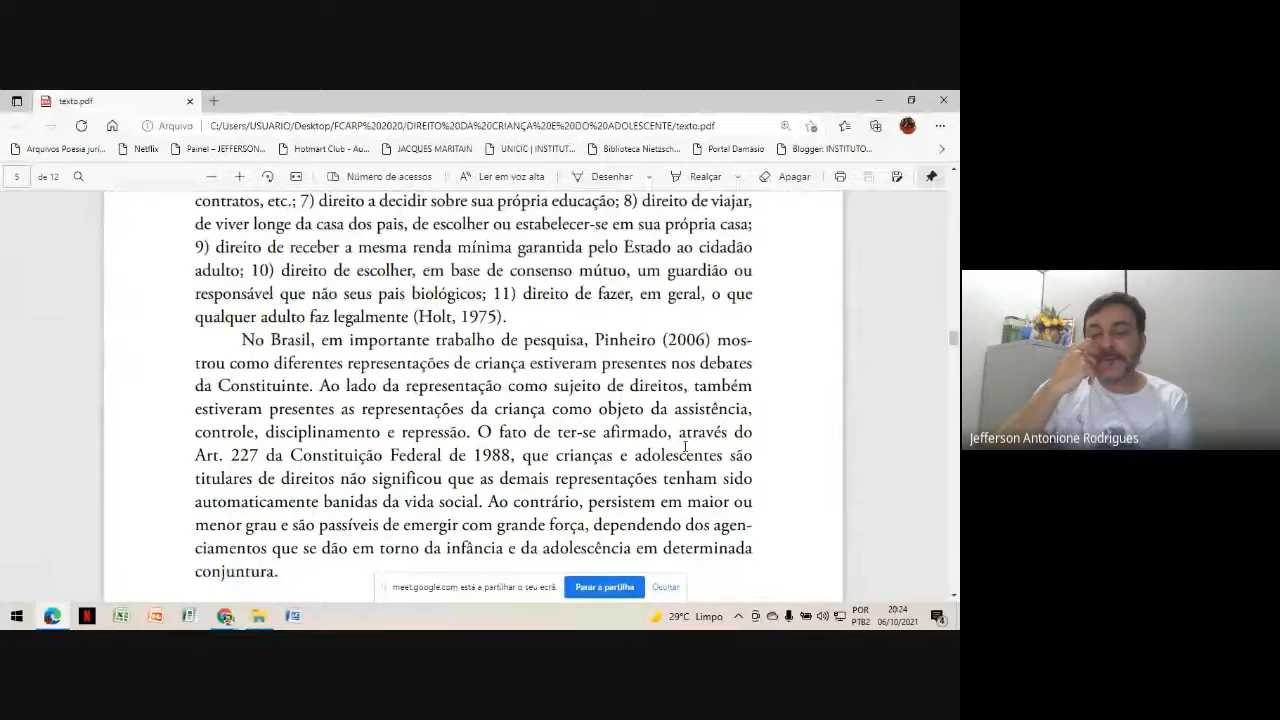 texto.pdf
Arquivo C:/Users/USUARIO/Desktop/FCARP%202020/DIREITO%20DA%20CRIANÇA%20E%20DO%20ADOLESCENTE/texto.pdf
Arquivos Poesia juri... Netflix Painel – JEFFERSON... Hotmart Club - Au... JACQUES MARITAIN UNICIC | INSTITUT... Biblioteca Nietzsch... Portal Damásio Blogger: INSTITUTO...
5 de 12 Número de acessos Ler em voz alta Desenhar Realçar Apagar
contratos, etc.; 7) direito a decidir sobre sua própria educação; 8) direito de viajar,
de viver longe da casa dos pais, de escolher ou estabelecer-se em sua própria casa;
9) direito de receber a mesma renda mínima garantida pelo Estado ao cidadão
adulto; 10) direito de escolher, em base de consenso mútuo, um guardião ou
responsável que não seus pais biológicos; 11) direito de fazer, em geral, o que
qualquer adulto faz legalmente (Holt, 1975).
No Brasil, em importante trabalho de pesquisa, Pinheiro (2006) mos-
trou como diferentes representações de criança estiveram presentes nos debates
da Constituinte. Ao lado da representação como sujeito de direitos, também
estiveram presentes as representações da criança como objeto da assistência,
controle, disciplinamento e repressão. O fato de ter-se afirmado, através do
Art. 227 da Constituição Federal de 1988, que crianças e adolescentes são
titulares de direitos não significou que as demais representações tenham sido
automaticamente banidas da vida social. Ao contrário, persistem em maior ou
menor grau e são passíveis de emergir com grande força, dependendo dos agen-
ciamentos que se dão em torno da infância e da adolescência em determinada
conjuntura.
meet.google.com está a partilhar o seu ecrã. Parar a partilha Ocultar
29°C Limpo POR 20:24
PTB2 06/10/2021 4
Jefferson Antonione Rodrigues